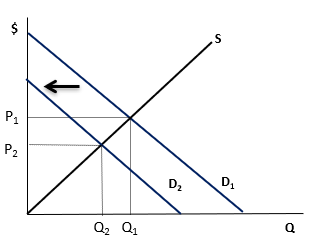 $
S
P₁
P₂
D₂
D₁
Q₂
Q₁
Q